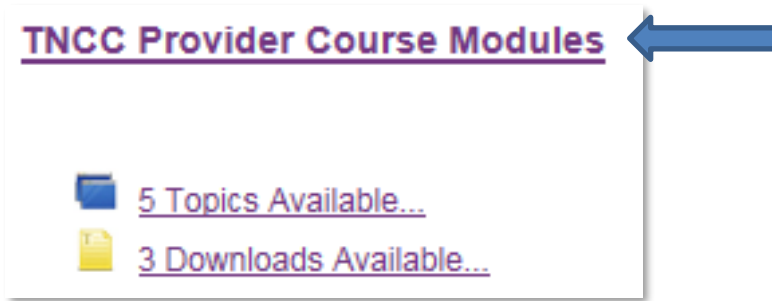 TNCC Provider Course Modules
5 Topics Available...
3 Downloads Available...